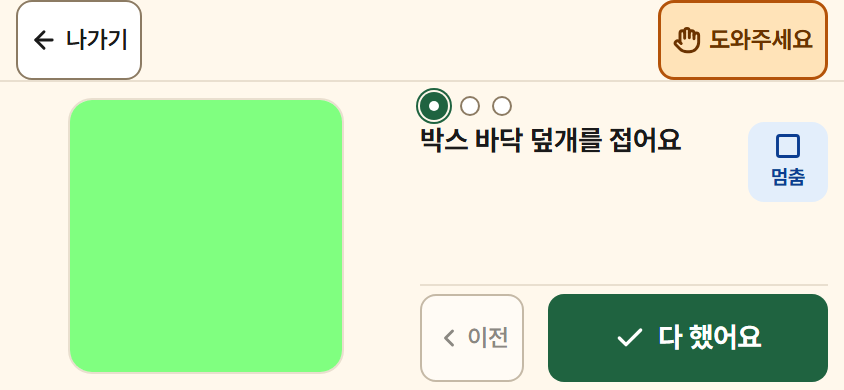 나가기
도와주세요
박스 바닥 덮개를 접어요
멈춤
이전
다 했어요